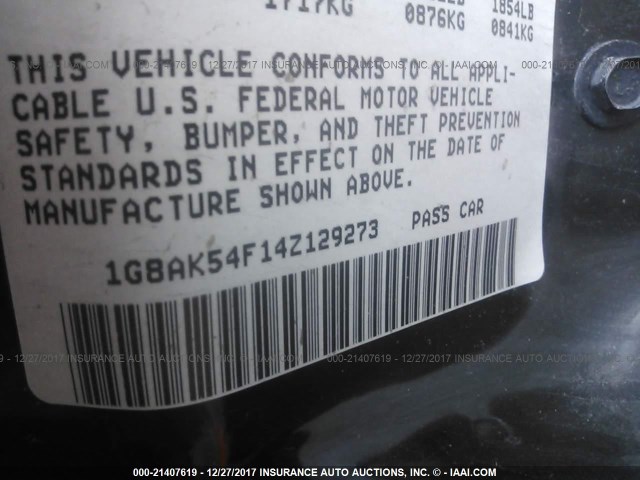 1717KG 0876KG 1854LB
0841KG
THIS VEHICLE CONFORMS TO ALL APPLI-
CABLE U.S. FEDERAL MOTOR VEHICLE
SAFETY, BUMPER, AND THEFT PREVENTION
STANDARDS IN EFFECT ON THE DATE OF
MANUFACTURE SHOWN ABOVE.
1G8AK54F14Z129273 PASS CAR
000-21407619 - 12/27/2017 INSURANCE AUTO AUCTIONS, INC. - © - IAAI.COM